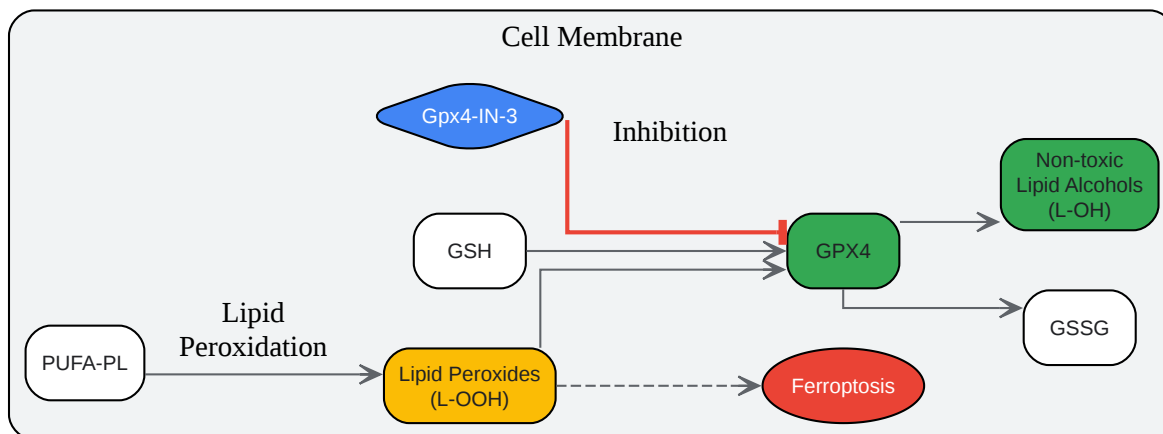 Cell Membrane
Gpx4-IN-3
Inhibition
Non-toxic
Lipid Alcohols
(L-OH)
GSH
GPX4
Lipid
Peroxidation
GSSG
PUFA-PL
Lipid Peroxides
(L-OOH)
Ferroptosis